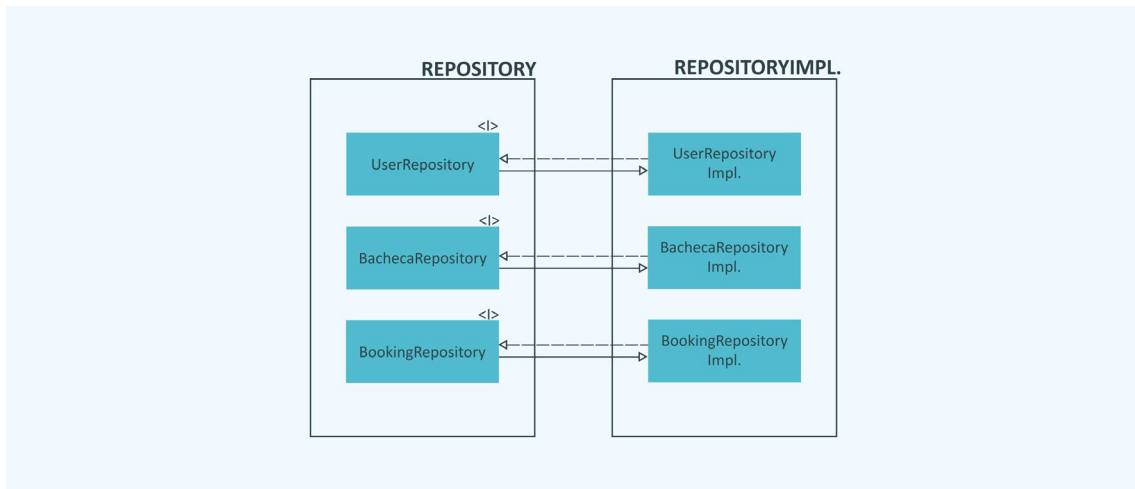 REPOSITORY
<I>
UserRepository
<I>
BachecaRepository
<I>
BookingRepository
REPOSITORYIMPL.
UserRepository
Impl.
BachecaRepository
Impl.
BookingRepository
Impl.